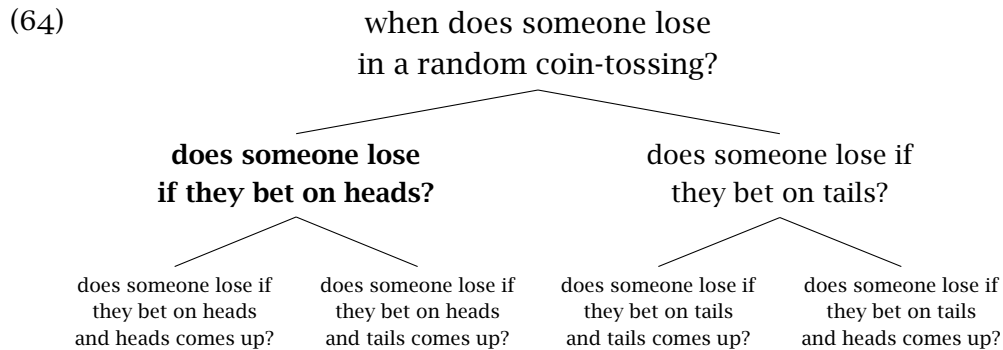 (64)
when does someone lose
in a random coin-tossing?
does someone lose
if they bet on heads?
does someone lose if
they bet on tails?
does someone lose if
they bet on heads
and heads comes up?
does someone lose if
they bet on heads
and tails comes up?
does someone lose if
they bet on tails
and tails comes up?
does someone lose if
they bet on tails
and heads comes up?